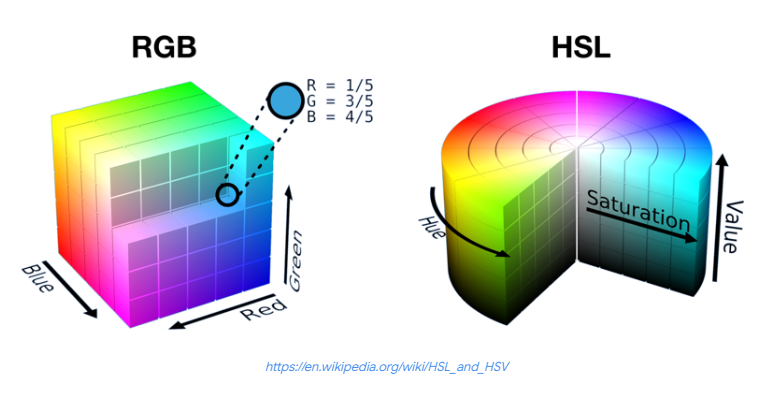 RGB
HSL
R = 1/5
G = 3/5
B = 4/5
Blue
Red
Green
Hue
Saturation
Value
https://en.wikipedia.org/wiki/HSL_and_HSV